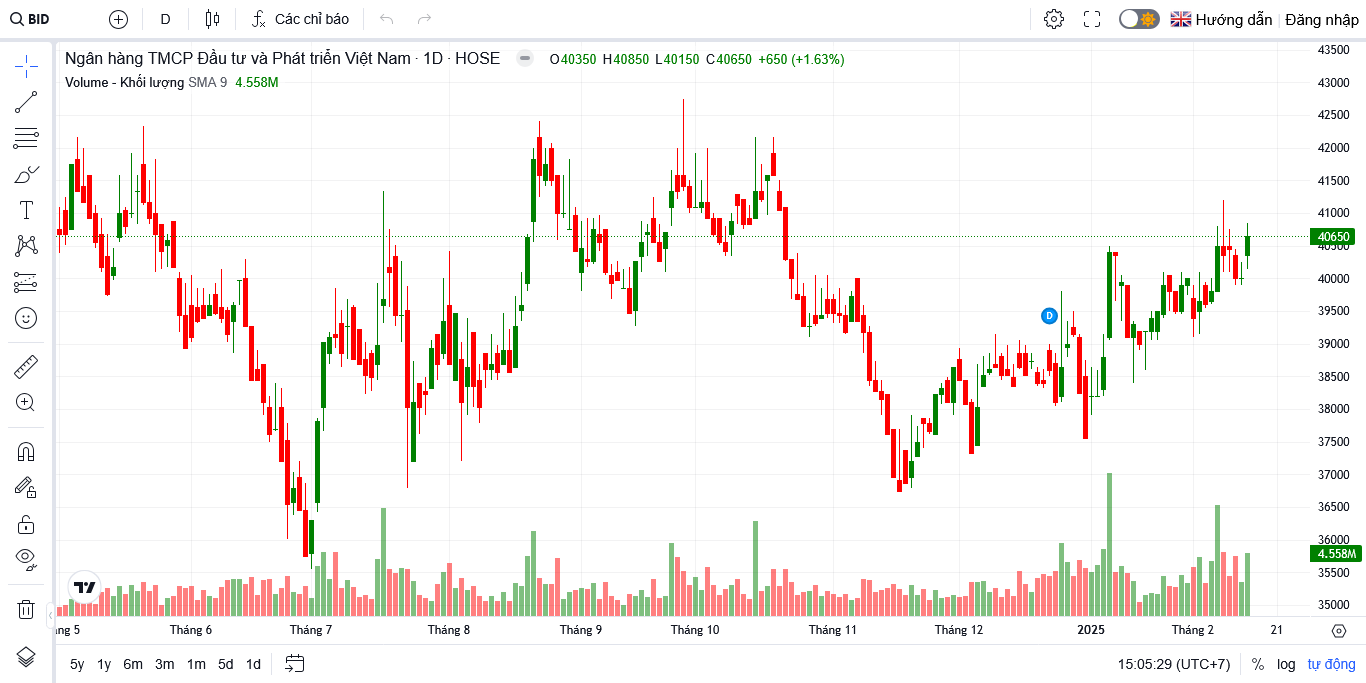 BID D Các chỉ báo Hướng dẫn Đăng nhập
Ngân hàng TMCP Đầu tư và Phát triển Việt Nam · 1D · HOSE O40350 H40850 L40150 C40650 +650 (+1.63%)
Volume - Khối lượng SMA 9 4.558M
43500
43000
42500
42000
41500
41000
40650
40500
40000
39500
39000
38500
38000
37500
37000
36500
36000
4.558M
35500
35000
D
ng 5 Tháng 6 Tháng 7 Tháng 8 Tháng 9 Tháng 10 Tháng 11 Tháng 12 2025 Tháng 2 21
5y 1y 6m 3m 1m 5d 1d 15:05:29 (UTC+7) % log tự động